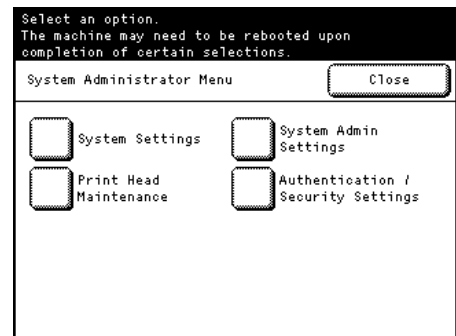 Select an option.
The machine may need to be rebooted upon
completion of certain selections.
System Administrator Menu
Close
System Settings
System Admin
Settings
Print Head
Maintenance
Authentication /
Security Settings